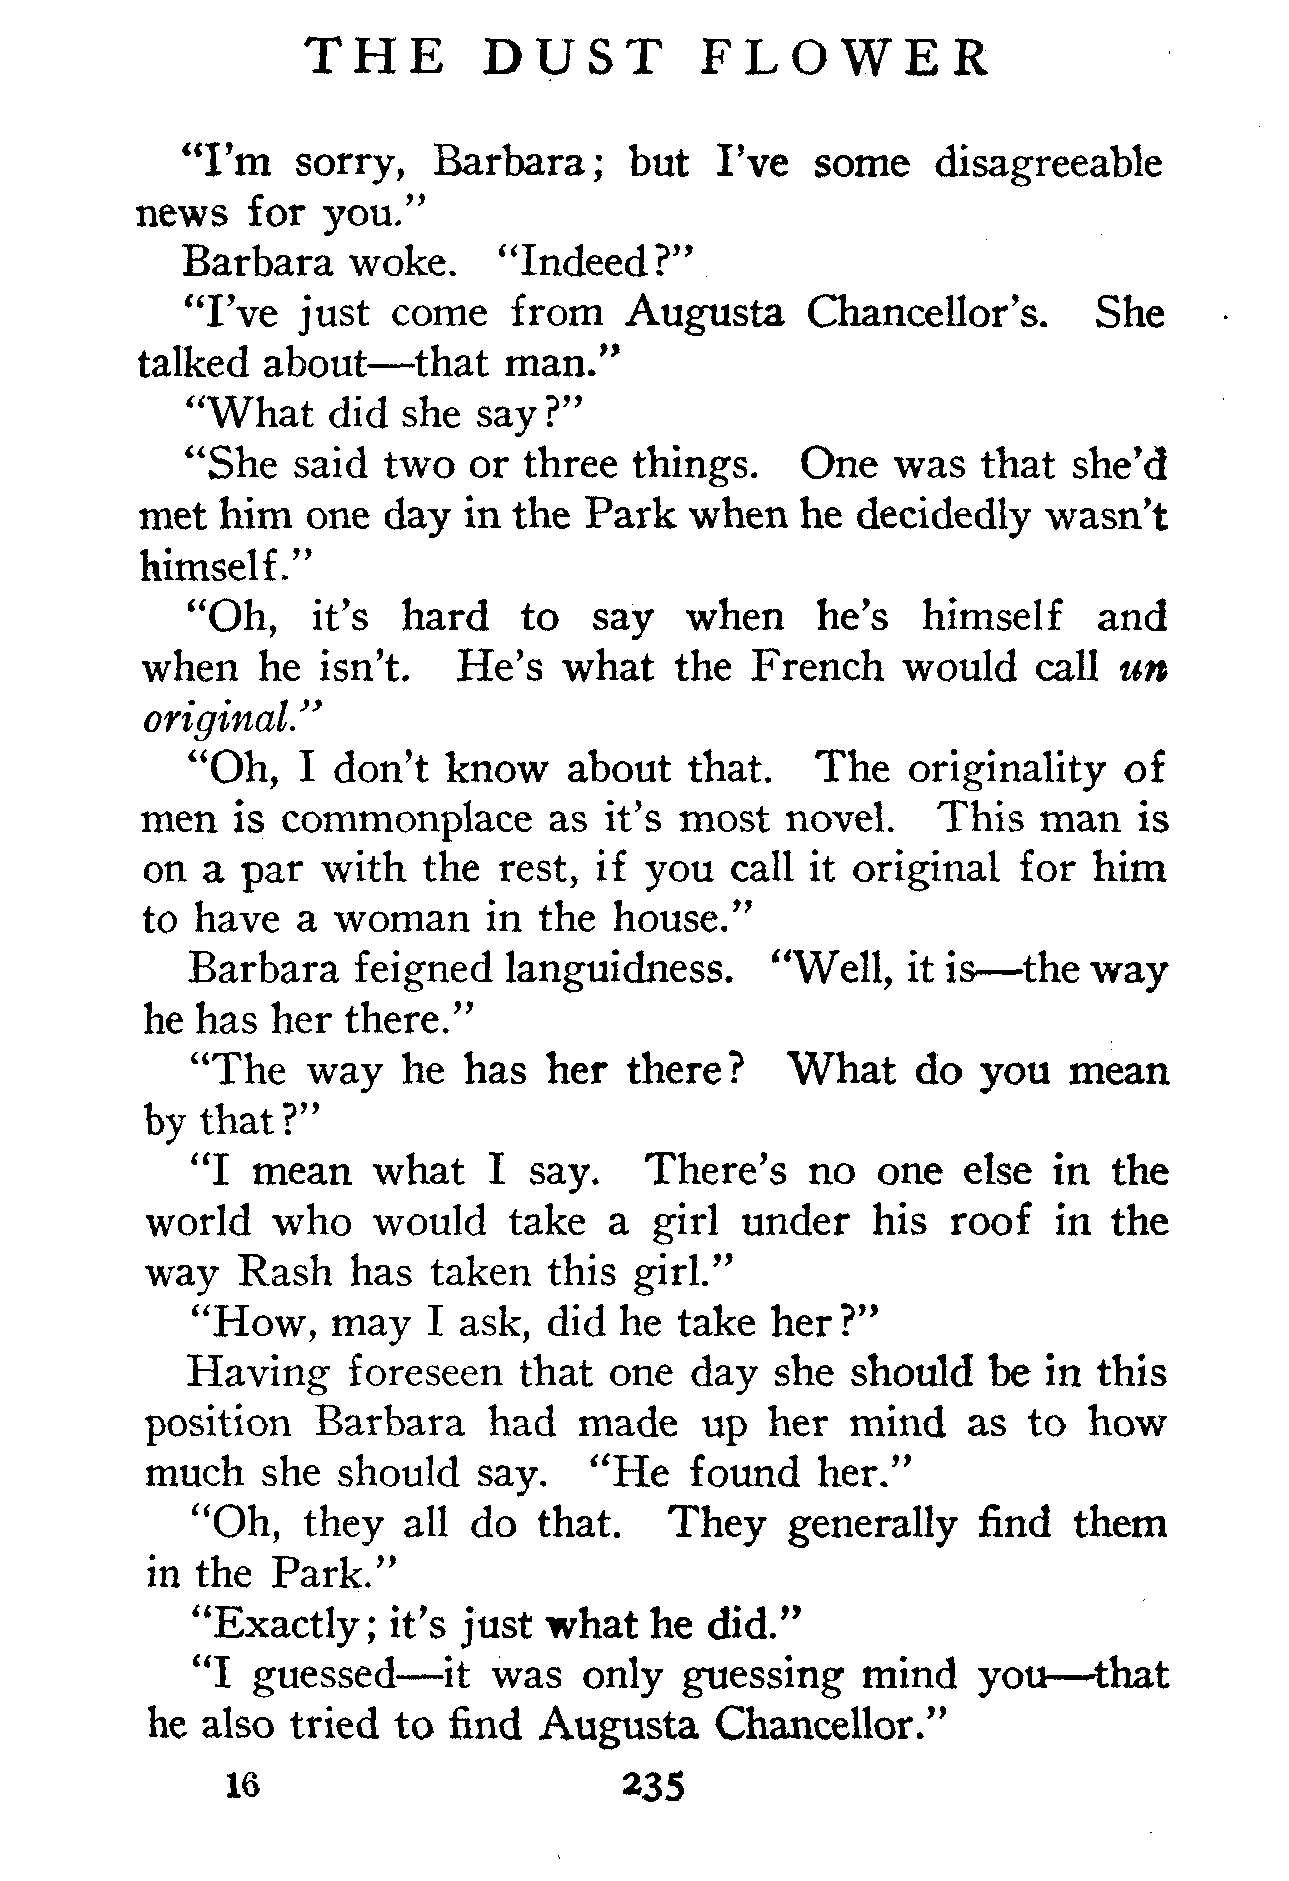 THE DUST FLOWER
“I’m sorry, Barbara; but I’ve some disagreeable
news for you.”
Barbara woke. “Indeed?”
“I’ve just come from Augusta Chancellor’s. She
talked about—that man.”
“What did she say?”
“She said two or three things. One was that she’d
met him one day in the Park when he decidedly wasn’t
himself.”
“Oh, it’s hard to say when he’s himself and
when he isn’t. He’s what the French would call un
original.”
“Oh, I don’t know about that. The originality of
men is commonplace as it’s most novel. This man is
on a par with the rest, if you call it original for him
to have a woman in the house.”
Barbara feigned languidness. “Well, it is—the way
he has her there.”
“The way he has her there? What do you mean
by that?”
“I mean what I say. There’s no one else in the
world who would take a girl under his roof in the
way Rash has taken this girl.”
“How, may I ask, did he take her?”
Having foreseen that one day she should be in this
position Barbara had made up her mind as to how
much she should say. “He found her.”
“Oh, they all do that. They generally find them
in the Park.”
“Exactly; it’s just what he did.”
“I guessed—it was only guessing mind you—that
he also tried to find Augusta Chancellor.”
16 235